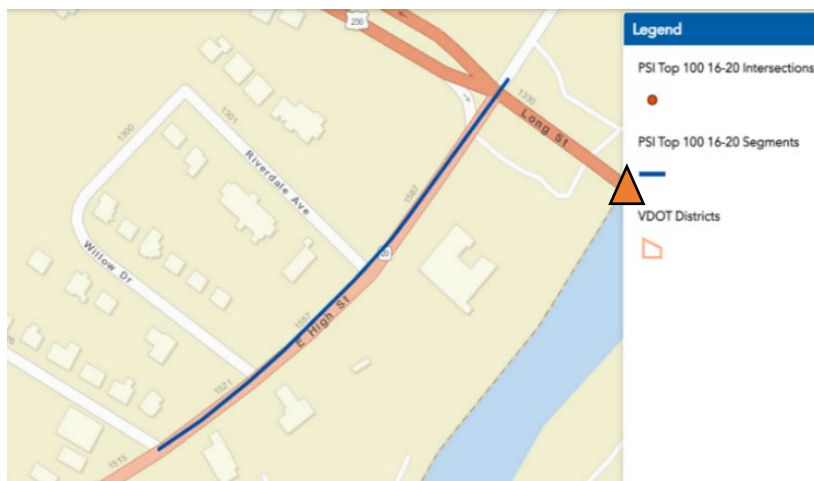 250
Legend
PSI Top 100 16-20 Intersections
PSI Top 100 16-20 Segments
VDOT Districts
1330
Long St
1300
1301
Riverdale Ave
1587
20
Willow Dr
1557
E High St
1521
1515